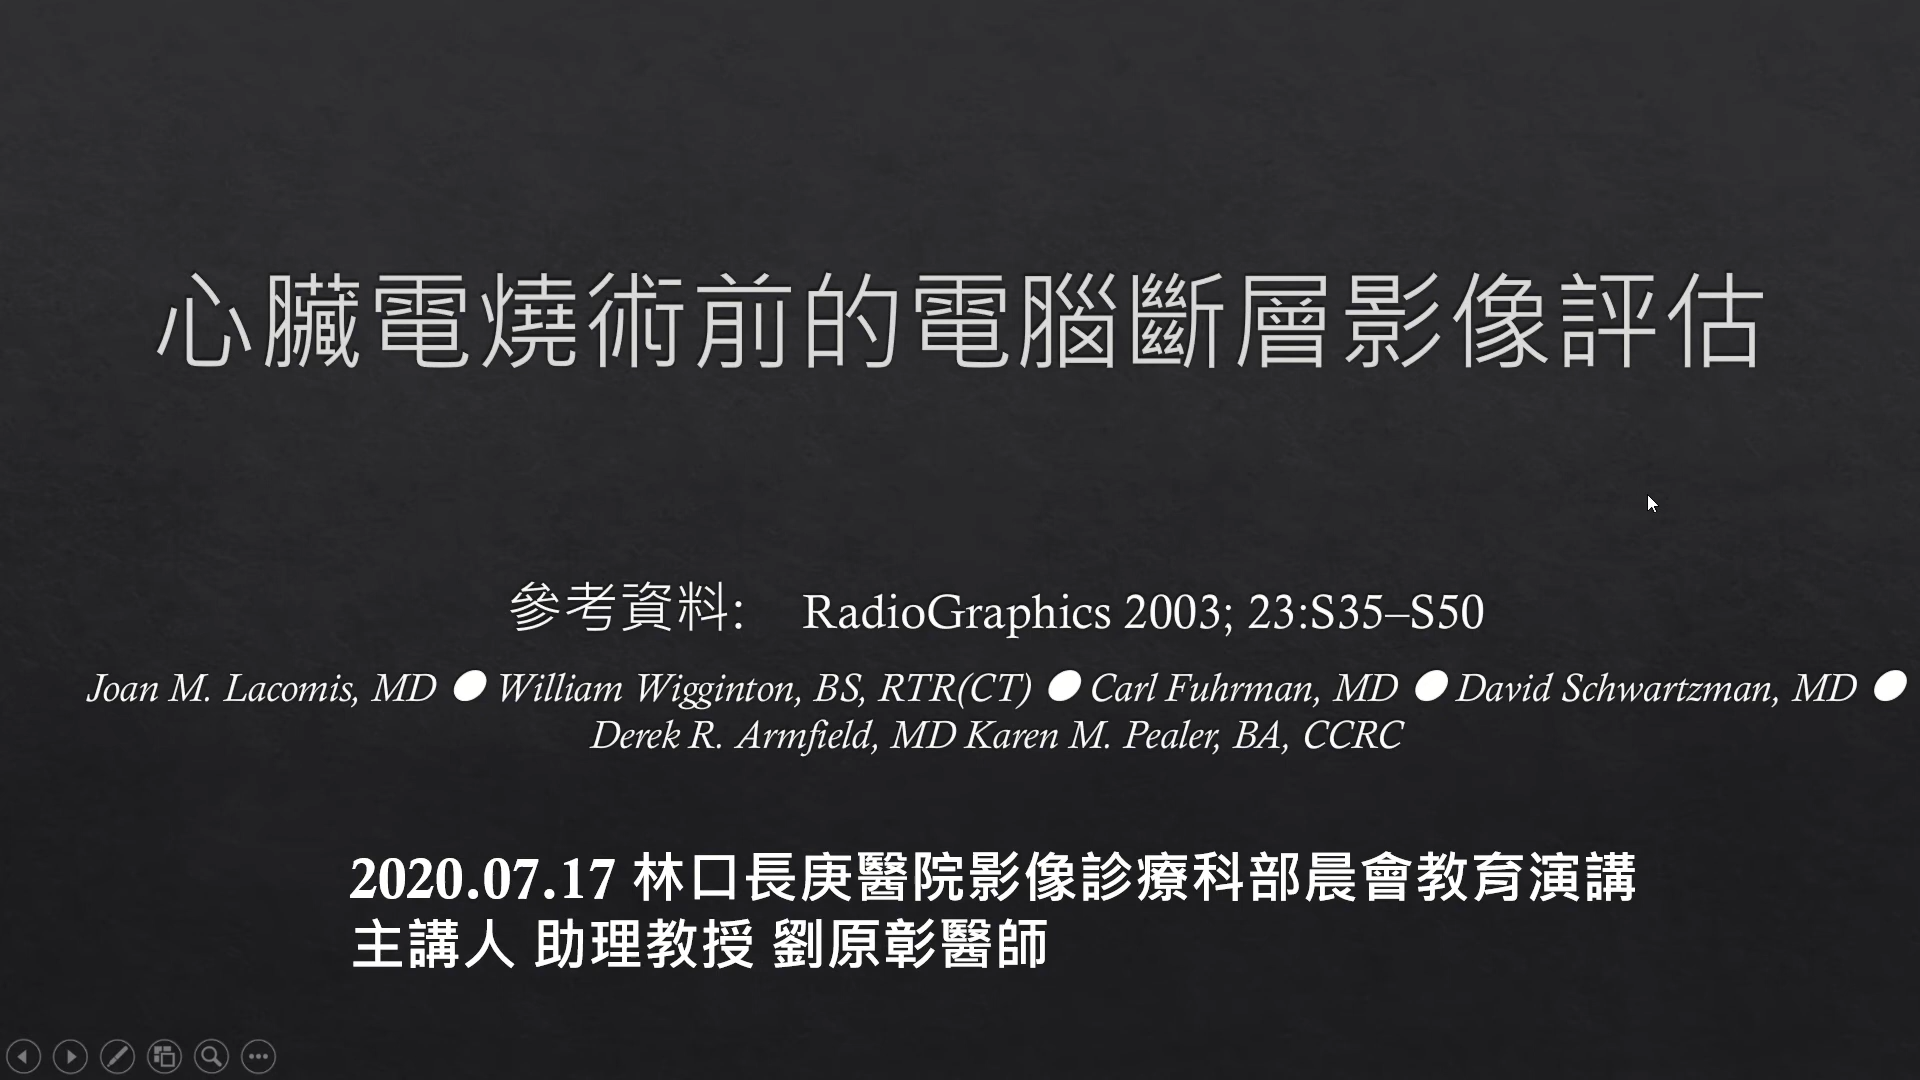 心臟電燒術前的電腦斷層影像評估
參考資料: RadioGraphics 2003; 23:S35–S50
Joan M. Lacomis, MD ● William Wigginton, BS, RTR(CT) ● Carl Fuhrman, MD ● David Schwartzman, MD ●
Derek R. Armfield, MD Karen M. Pealer, BA, CCRC
2020.07.17 林口長庚醫院影像診療科部晨會教育演講
主講人 助理教授 劉原彰醫師